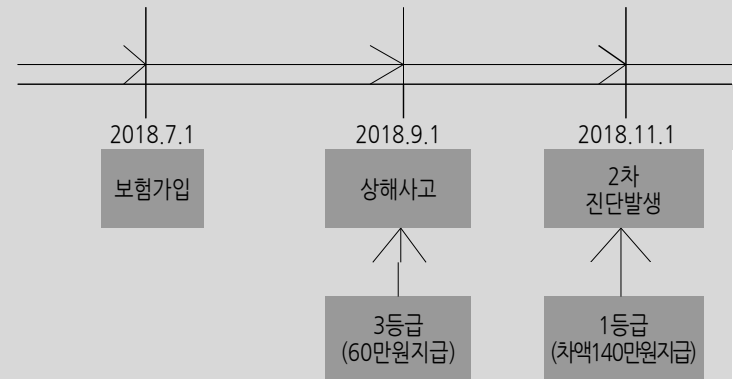 2018.7.1
2018.9.1
2018.11.1
보험가입
상해사고
2차
진단발생
3등급
(60만원지급)
1등급
(차액140만원지급)